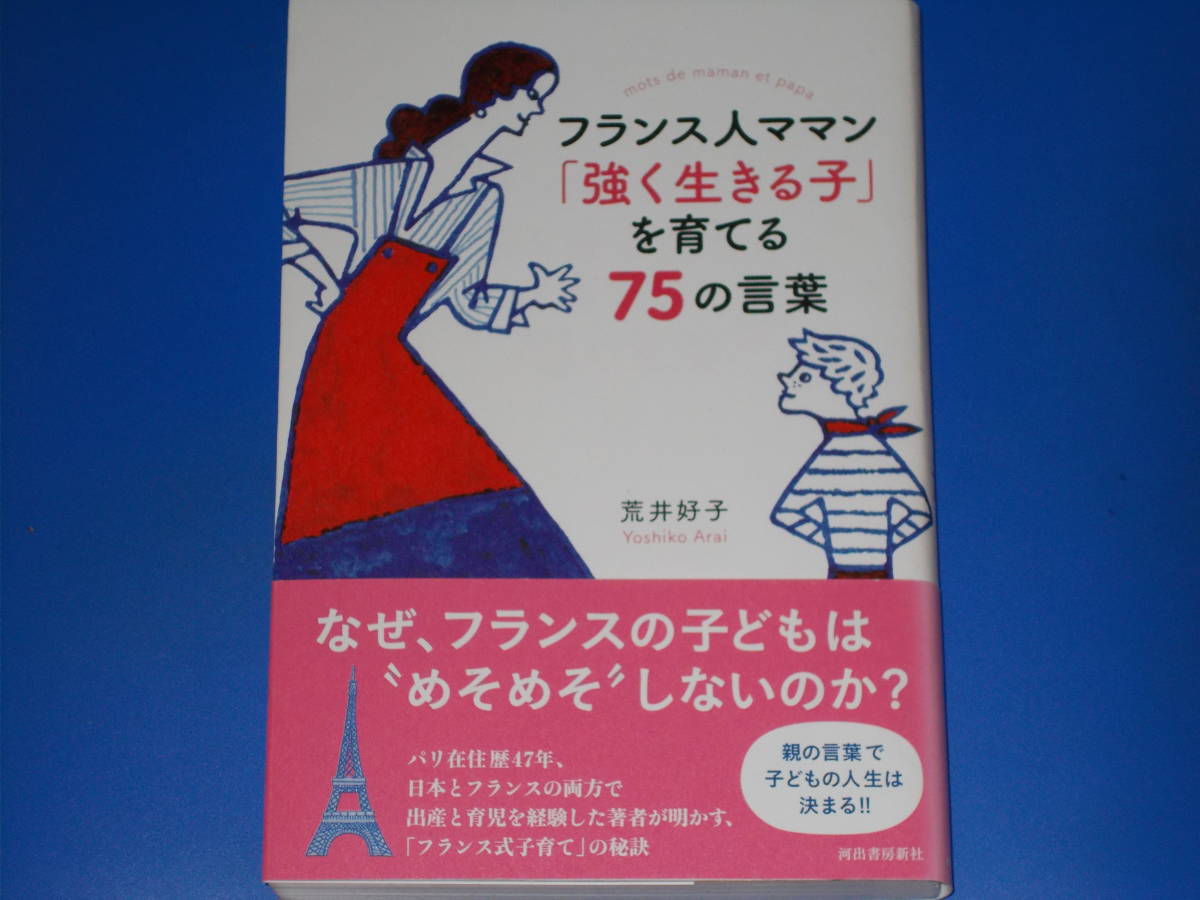 mots de maman et papa
フランス人ママン
「強く生きる子」
を育てる
75の言葉
荒井好子
Yoshiko Arai
なぜ、フランスの子どもは
〝めそめそ〞しないのか?
パリ在住歴47年、
日本とフランスの両方で
出産と育児を経験した著者が明かす、
「フランス式子育て」の秘訣
親の言葉で
子どもの人生は
決まる!!
河出書房新社